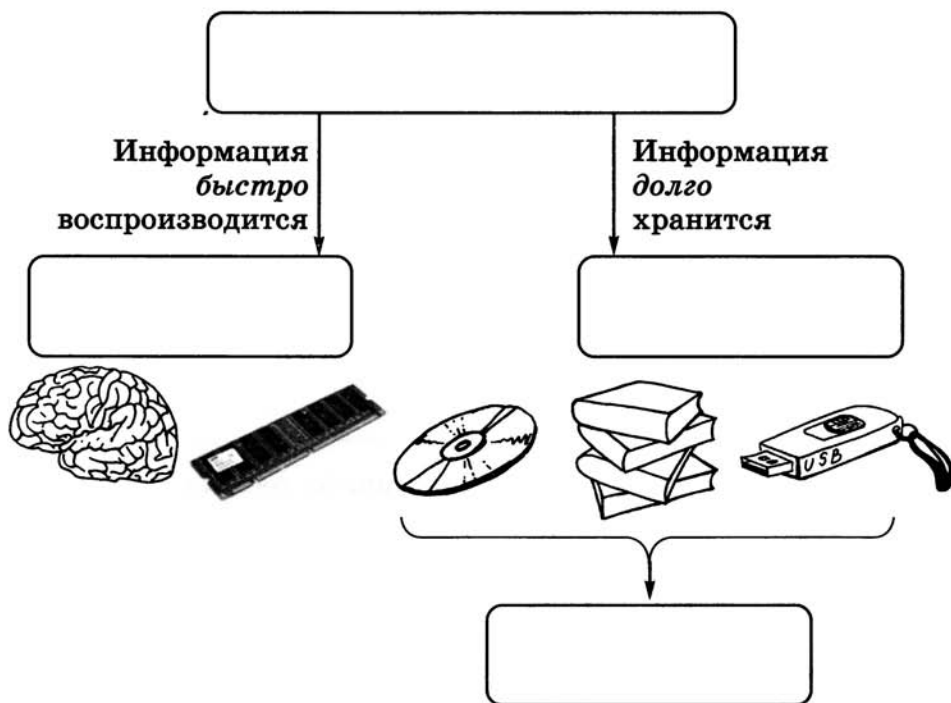 Информация
быстро
воспроизводится
Информация
долго
хранится
USB